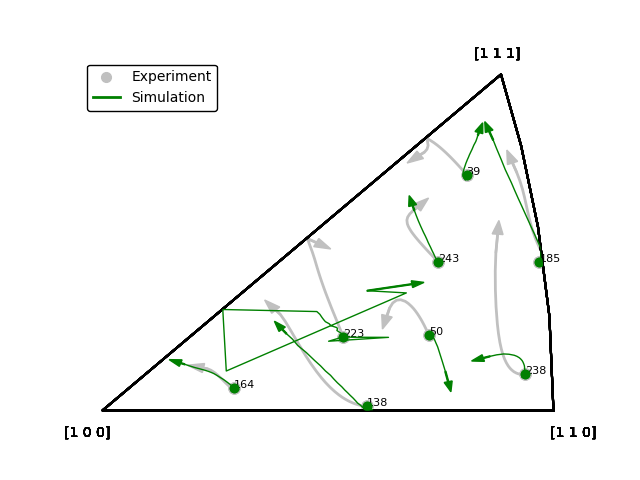 [1 1 1]
Experiment
Simulation
39
243
185
223
50
238
164
138
[1 0 0]
[1 1 0]